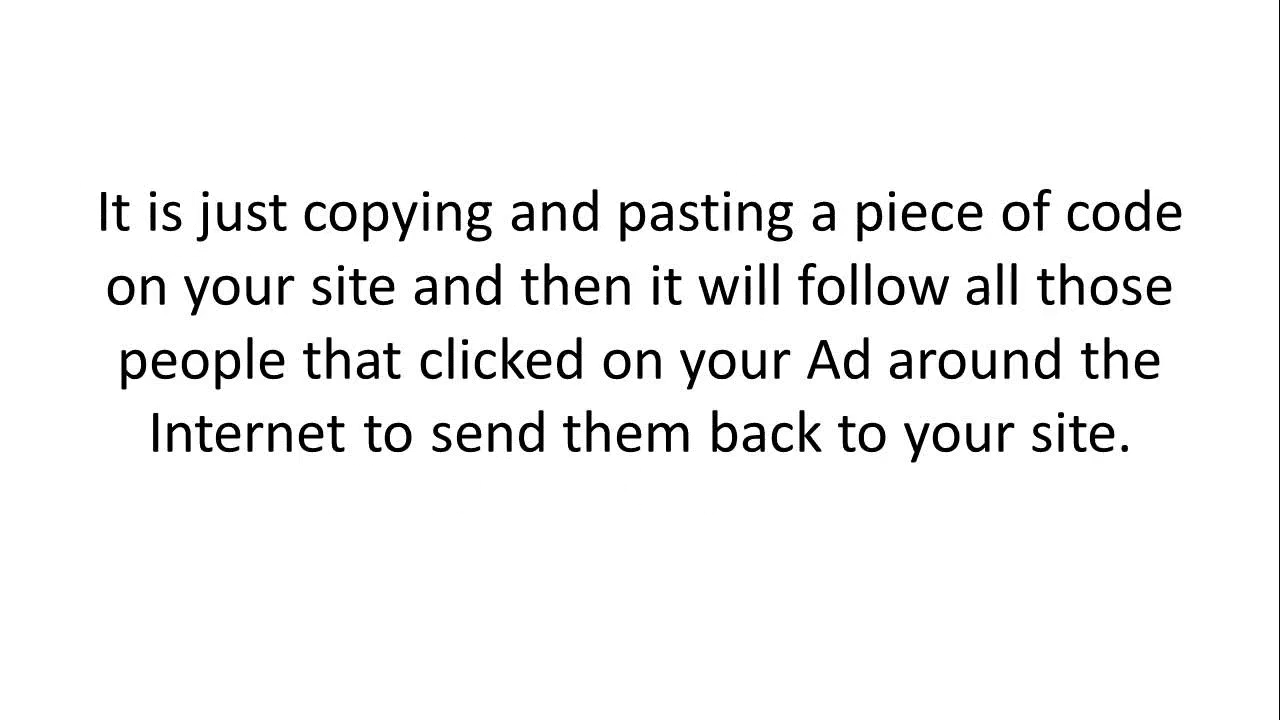 It is just copying and pasting a piece of code
on your site and then it will follow all those
people that clicked on your Ad around the
Internet to send them back to your site.